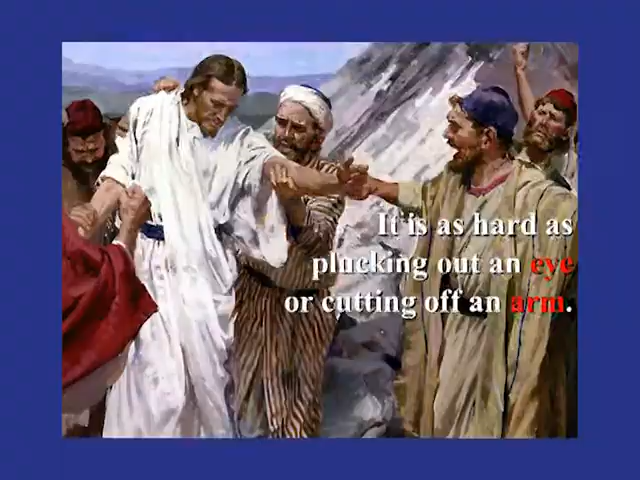 It is as hard as
plucking out an eye
or cutting off an arm.